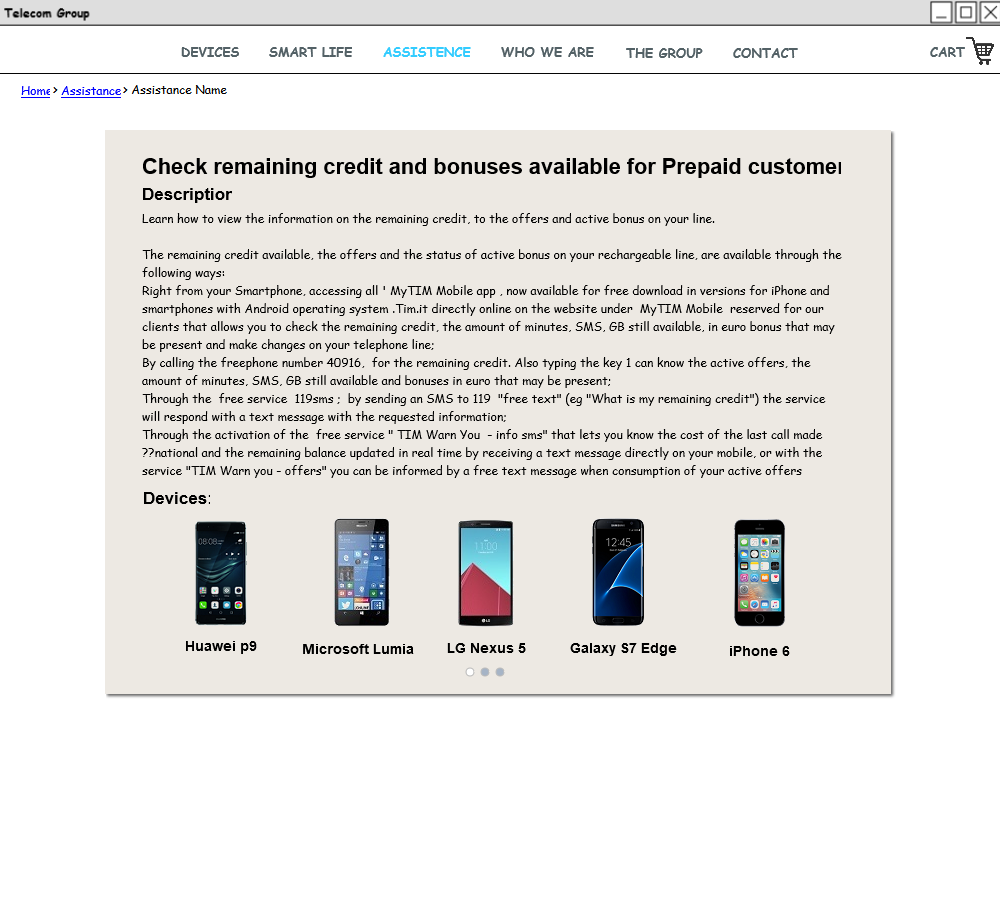 Telecom Group
DEVICES SMART LIFE ASSISTENCE WHO WE ARE THE GROUP CONTACT CART
Home > Assistance > Assistance Name
Check remaining credit and bonuses available for Prepaid customer
Description
Learn how to view the information on the remaining credit, to the offers and active bonus on your line.
The remaining credit available, the offers and the status of active bonus on your rechargeable line, are available through the
following ways:
Right from your Smartphone, accessing all ' MyTIM Mobile app , now available for free download in versions for iPhone and
smartphones with Android operating system .Tim.it directly online on the website under MyTIM Mobile reserved for our
clients that allows you to check the remaining credit, the amount of minutes, SMS, GB still available, in euro bonus that may
be present and make changes on your telephone line;
By calling the freephone number 40916, for the remaining credit. Also typing the key 1 can know the active offers, the
amount of minutes, SMS, GB still available and bonuses in euro that may be present;
Through the free service 119sms ; by sending an SMS to 119 "free text" (eg "What is my remaining credit") the service
will respond with a text message with the requested information;
Through the activation of the free service " TIM Warn You - info sms" that lets you know the cost of the last call made
??national and the remaining balance updated in real time by receiving a text message directly on your mobile, or with the
service "TIM Warn you - offers" you can be informed by a free text message when consumption of your active offers
Devices:
08:08
11:00
SAMSUNG
12:45
LG
Huawei p9
Microsoft Lumia
LG Nexus 5
Galaxy S7 Edge
iPhone 6